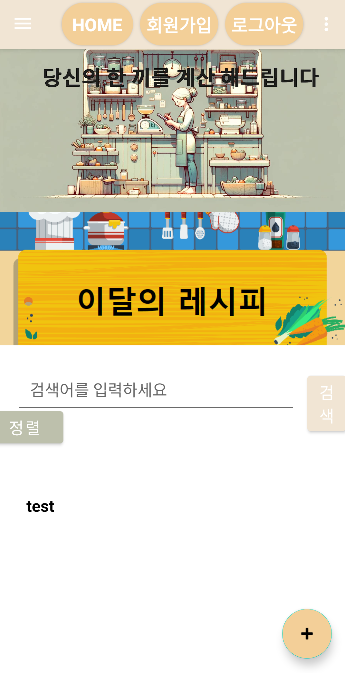 HOME 회원가입 로그아웃
당신의 한 끼를 계산 해드립니다
이달의 레시피
검색어를 입력하세요
검
색
정렬
test
+